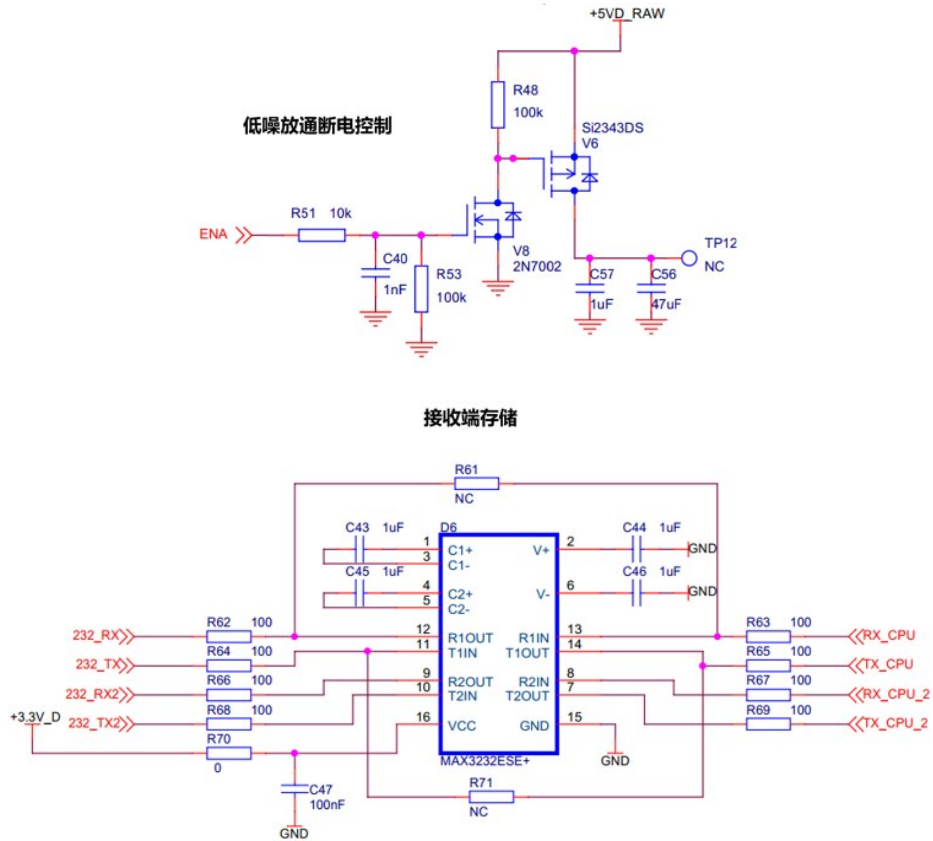 +5VD_RAW
R48
100k
低噪放通断电控制
Si2343DS
V6
R51 10k
ENA
C40
1nF
R53
100k
V8
2N7002
TP12
NC
C57
1uF
C56
47uF
接收端存储
R61
NC
C43 1uF
D6
C44 1uF
1 C1+
V+ 2
GND
3 C1-
C45 1uF
C46 1uF
4 C2+
V- 6
GND
5 C2-
232_RX R62 100
12 R1OUT
R1IN 13
R63 100 RX_CPU
232_TX R64 100
11 T1IN
T1OUT 14
R65 100 TX_CPU
232_RX2 R66 100
9 R2OUT
R2IN 8
R67 100 RX_CPU_2
232_TX2 R68 100
10 T2IN
T2OUT 7
R69 100 TX_CPU_2
+3.3V_D
R70
0
16 VCC
GND 15
GND
MAX3232ESE+
C47
100nF
GND
R71
NC